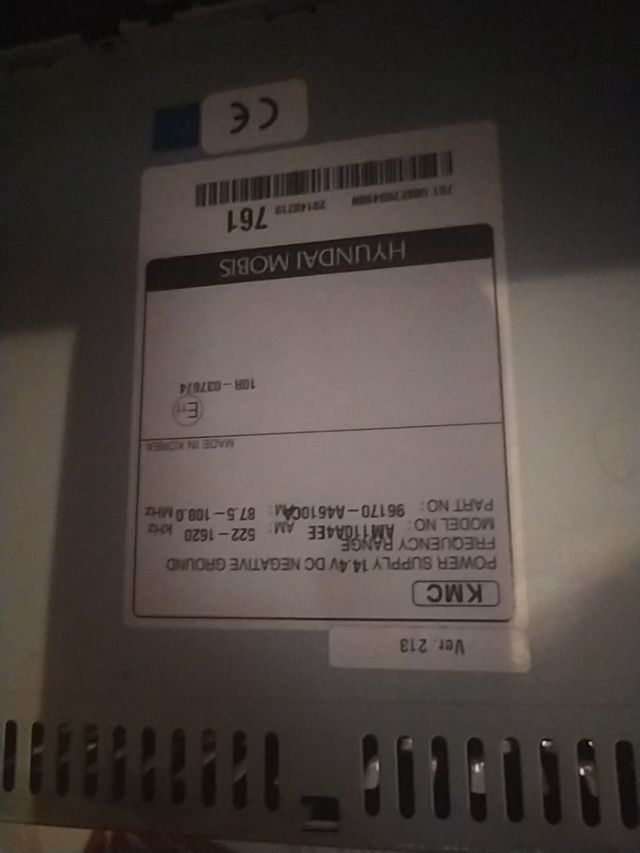 Ver. 213
KMC
POWER SUPPLY 14.4V DC NEGATIVE GROUND
FREQUENCY RANGE
MODEL NO: AM110A4EE AM: 522-1620 kHz
PART NO: 96170-A4610CA FM: 87.5-108.0 MHz
MADE IN KOREA
E11
10R-037674
HYUNDAI MOBIS
761
20140210
761
CE